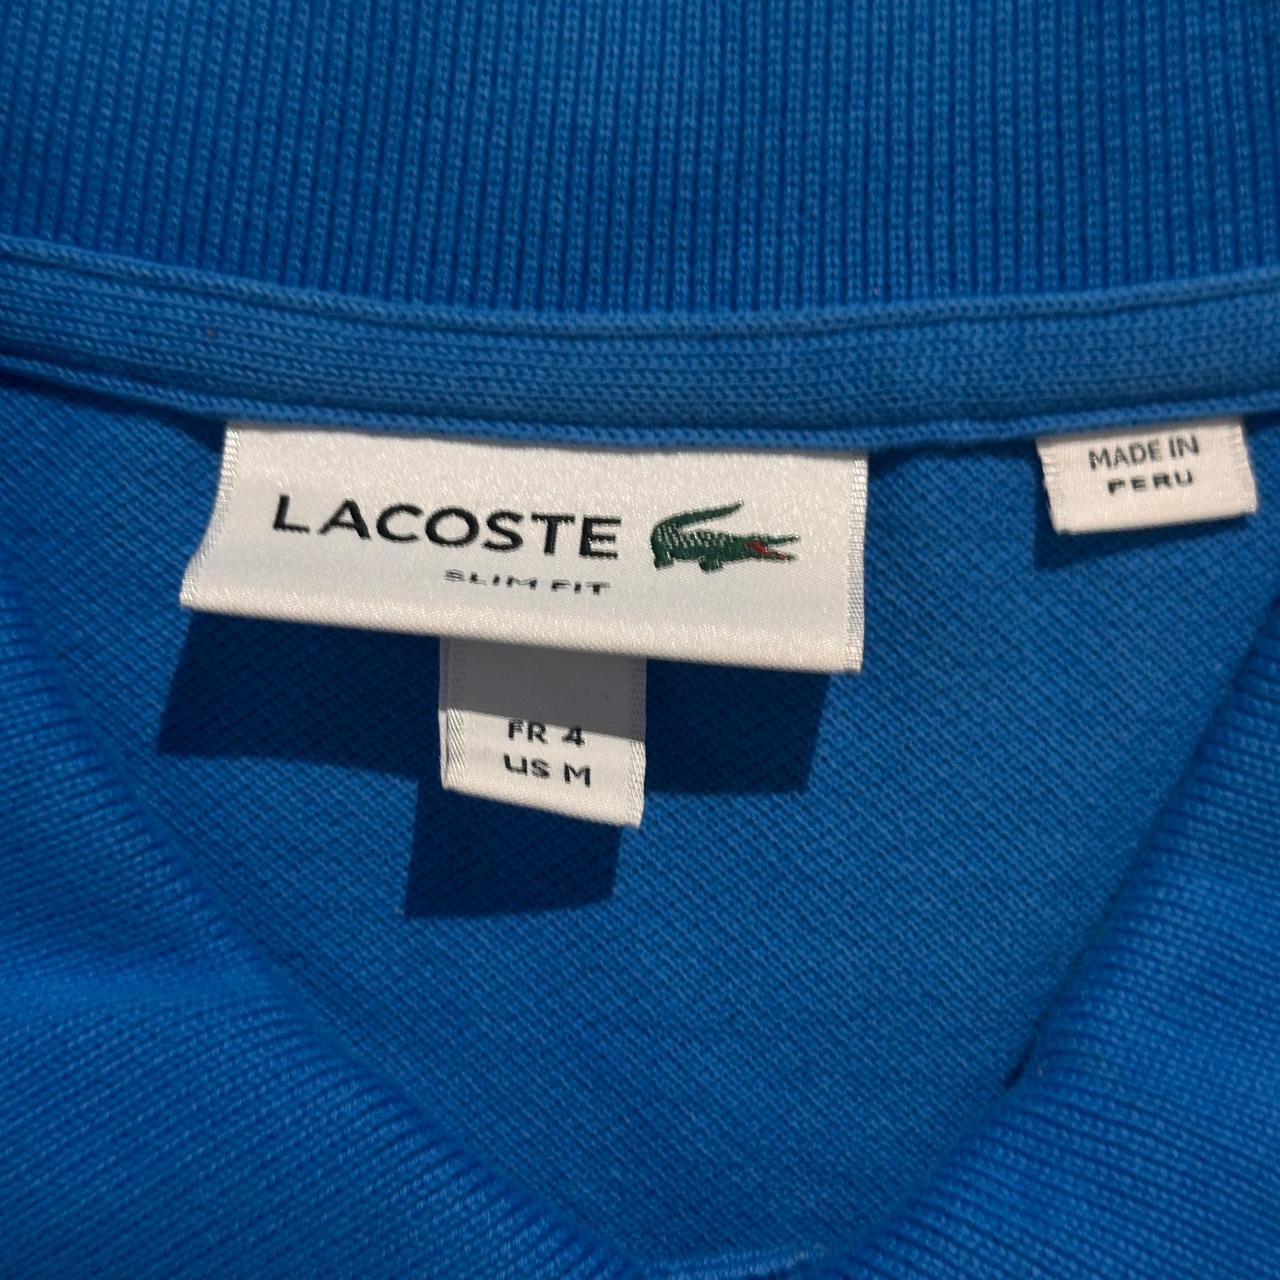 LACOSTE
SLIM FIT
FR 4
US M
MADE IN
PERU